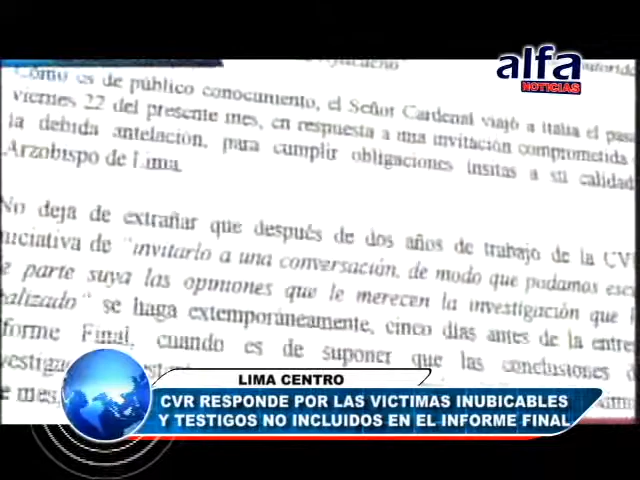 Ayacucho
alfa
NOTICIAS
Como es de público conocimiento, el Señor Cardenal viajó a Italia el
viernes 22 del presente mes, en respuesta a una invitación comprometida
la debida antelación, para cumplir obligaciones insitas a su calidad
Arzobispo de Lima.
No deja de extrañar que después de dos años de trabajo de la
iniciativa de "invitarlo a una conversación, de modo que podamos
parte suya las opiniones que le merecen la investigación que
realizado" se haga extemporáneamente, cinco días antes de la
Informe Final, cuando es de suponer que las conclusiones
mes,
LIMA CENTRO
CVR RESPONDE POR LAS VICTIMAS INUBICABLES
Y TESTIGOS NO INCLUIDOS EN EL INFORME FINAL